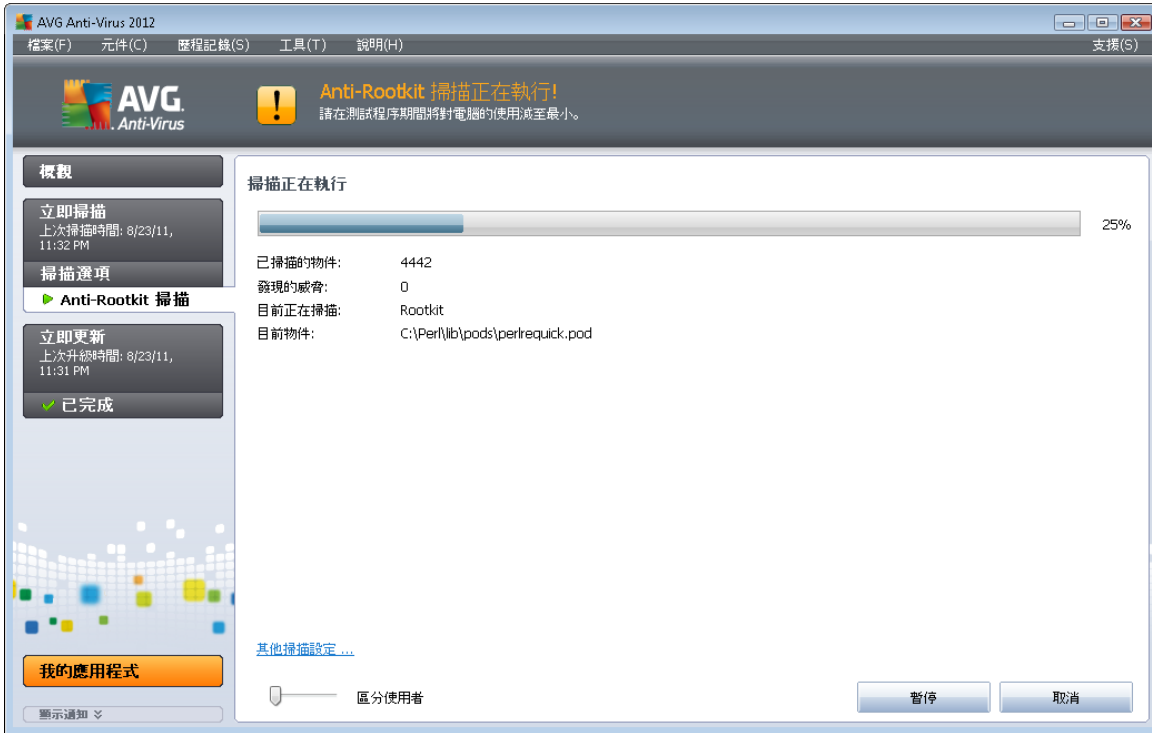 AVG Anti-Virus 2012
檔案(F) 元件(C) 歷程記錄(S) 工具(T) 說明(H) 支援(S)
AVG.
Anti-Virus
Anti-Rootkit 掃描正在執行!
請在測試程序期間將對電腦的使用減至最小。
概觀
立即掃描
上次掃描時間: 8/23/11,
11:32 PM
掃描選項
Anti-Rootkit 掃描
立即更新
上次升級時間: 8/23/11,
11:31 PM
已完成
我的應用程式
顯示通知
掃描正在執行
25%
已掃描的物件: 4442
發現的威脅: 0
目前正在掃描: Rootkit
目前物件: C:\Perl\lib\pods\perlrequick.pod
其他掃描設定 ...
區分使用者
暫停
取消